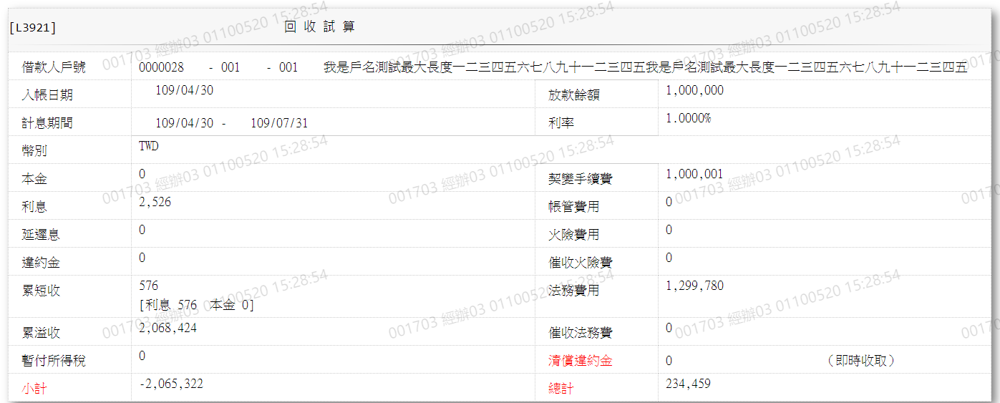 [L3921] 回 收 試 算
借款人戶號 0000028 - 001 - 001 我是戶名測試最大長度一二三四五六七八九十一二三四五我是戶名測試最大長度一二三四五六七八九十一二三四五
入帳日期 109/04/30 放款餘額 1,000,000
計息期間 109/04/30 - 109/07/31 利率 1.0000%
幣別 TWD
本金 0 契變手續費 1,000,001
利息 2,526 帳管費用 0
延遲息 0 火險費用 0
違約金 0 催收火險費 0
累短收 576 法務費用 1,299,780
[利息 576 本金 0]
累溢收 2,068,424 催收法務費 0
暫付所得稅 0 清償違約金 0 （即時收取）
小計 -2,065,322 總計 234,459
001703 經辦03 01100520 15:28:54